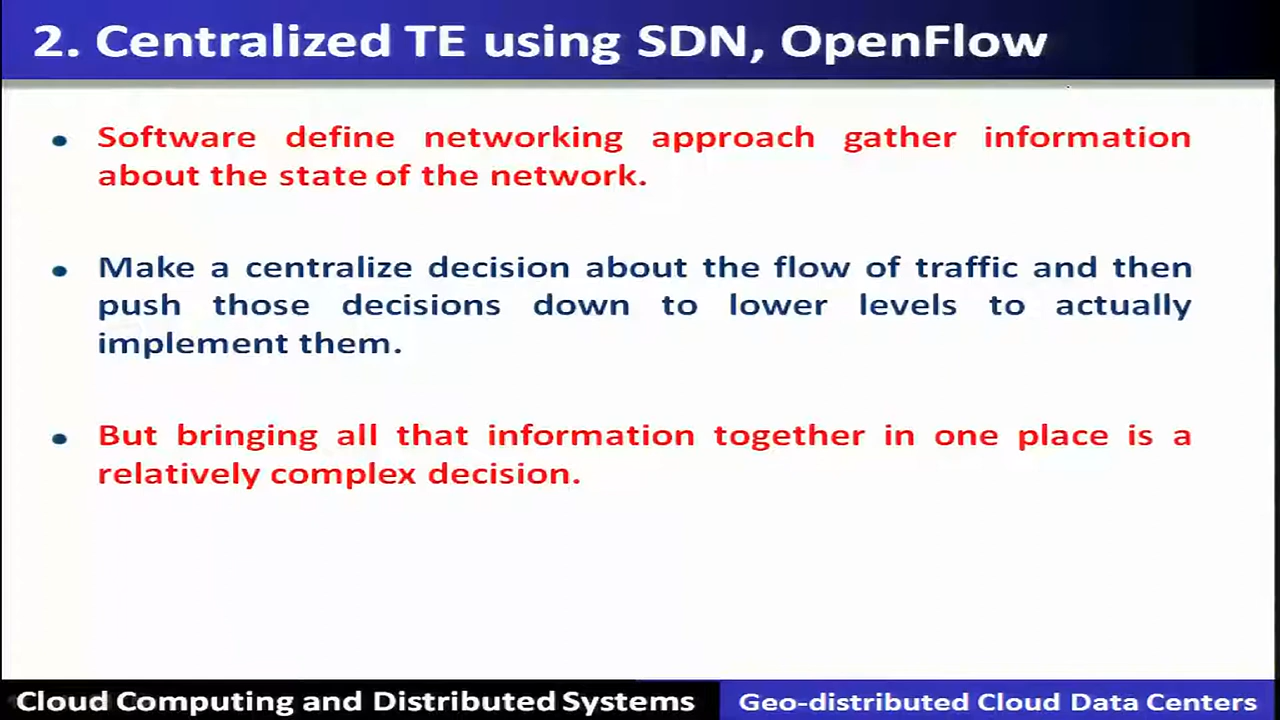 2. Centralized TE using SDN, OpenFlow
• Software define networking approach gather information
about the state of the network.
• Make a centralize decision about the flow of traffic and then
push those decisions down to lower levels to actually
implement them.
• But bringing all that information together in one place is a
relatively complex decision.
Cloud Computing and Distributed Systems
Geo-distributed Cloud Data Centers